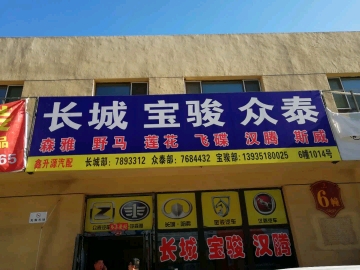 长城 宝骏 众泰
森雅 野马 莲花 飞碟 汉腾 斯威
鑫升源汽配 长城部：7893312 众泰部：7684432 宝骏部：13935180025 6幢1014号
品
65
6幢
长城 宝骏 汉腾